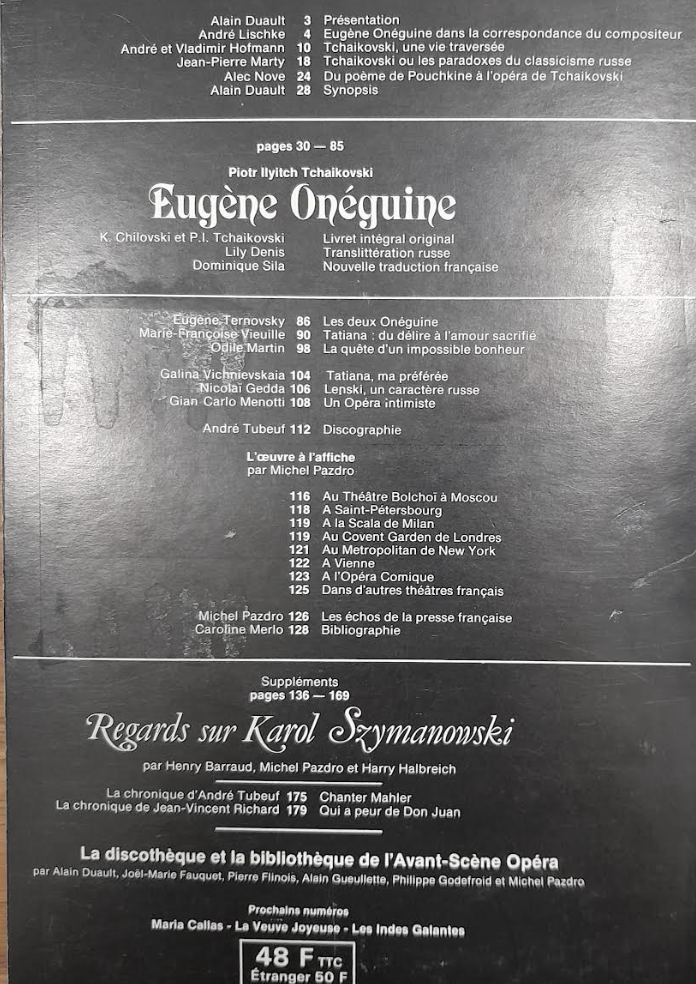 Alain Duault 3 Présentation
André Lischke 4 Eugène Onéguine dans la correspondance du compositeur
André et Vladimir Hofmann 10 Tchaikovski, une vie traversée
Jean-Pierre Marty 18 Tchaikovski ou les paradoxes du classicisme russe
Alec Nove 24 Du poème de Pouchkine à l'opéra de Tchaikovski
Alain Duault 28 Synopsis
pages 30 — 85
Piotr Ilyitch Tchaikovski
Eugène Onéguine
K. Chilovski et P.I. Tchaikovski Livret intégral original
Lily Denis Translittération russe
Dominique Sila Nouvelle traduction française
Eugène Ternovsky 86 Les deux Onéguine
Marie-Françoise Vieuille 90 Tatiana : du délire à l'amour sacrifié
Odile Martin 98 La quête d'un impossible bonheur
Galina Vichnievskaia 104 Tatiana, ma préférée
Nicolaï Gedda 106 Lenski, un caractère russe
Gian Carlo Menotti 108 Un Opéra intimiste
André Tubeuf 112 Discographie
L'œuvre à l'affiche
par Michel Pazdro
116 Au Théâtre Bolchoï à Moscou
118 A Saint-Pétersbourg
119 A la Scala de Milan
119 Au Covent Garden de Londres
121 Au Metropolitan de New York
122 A Vienne
123 A l'Opéra Comique
125 Dans d'autres théâtres français
Michel Pazdro 126 Les échos de la presse française
Caroline Merlo 128 Bibliographie
Suppléments
pages 136 — 169
Regards sur Karol Szymanowski
par Henry Barraud, Michel Pazdro et Harry Halbreich
La chronique d'André Tubeuf 175 Chanter Mahler
La chronique de Jean-Vincent Richard 179 Qui a peur de Don Juan
La discothèque et la bibliothèque de l'Avant-Scène Opéra
par Alain Duault, Joël-Marie Fauquet, Pierre Flinois, Alain Gueullette, Philippe Godefroid et Michel Pazdro
Prochains numéros
Maria Callas - La Veuve Joyeuse - Les Indes Galantes
48 F TTC
Étranger 50 F